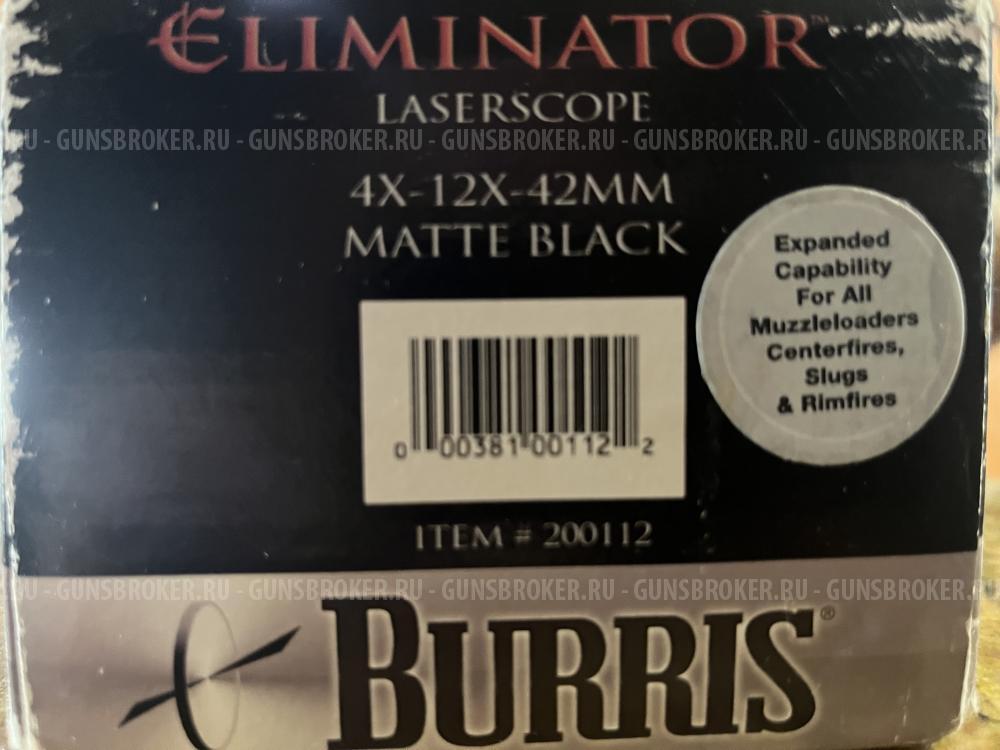 ELIMINATOR™
LASERSCOPE
RU - GUNSBROKER.RU - GUNSBROKER.RU - GUNSBROKER.RU - GUNSBROKER.RU - GUNSBROKER.RU
4X-12X-42MM
MATTE BLACK
Expanded
Capability
For All
Muzzleloaders
Centerfires,
Slugs
& Rimfires
0 00381 00112 2
ITEM # 200112
RU - GUNSBROKER.RU - GUNSBROKER.RU - GUNSBROKER.RU - GUNSBROKER.RU - GUNSBROKER.RU
BURRIS®